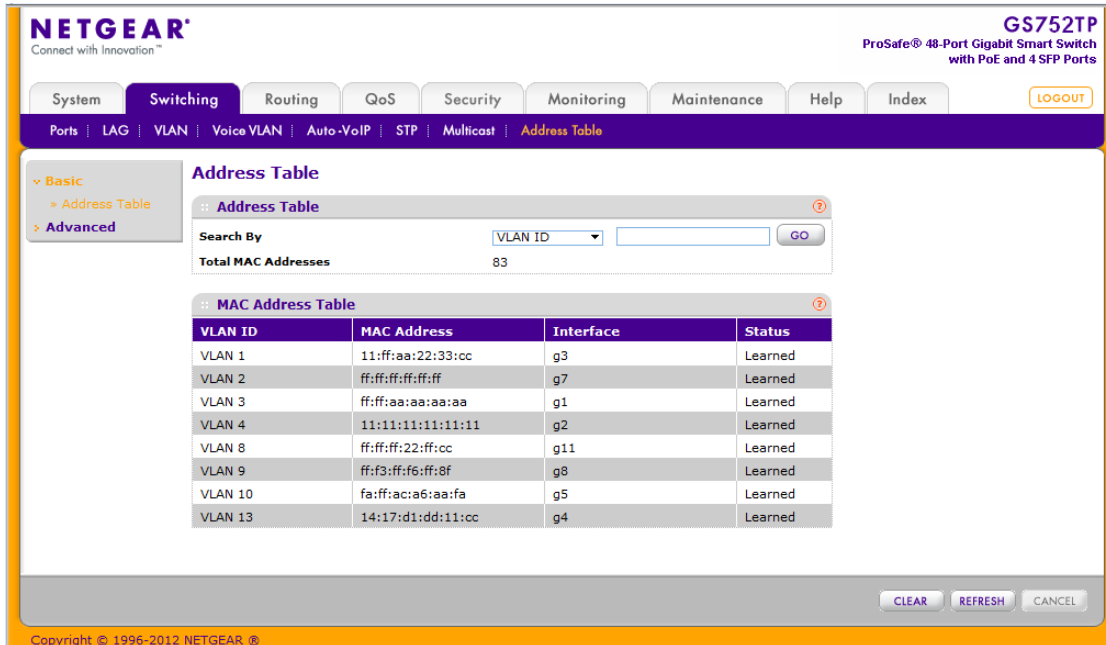 NETGEAR®
Connect with Innovation™
GS752TP
ProSafe® 48-Port Gigabit Smart Switch
with PoE and 4 SFP Ports
System Switching Routing QoS Security Monitoring Maintenance Help Index LOGOUT
Ports LAG VLAN Voice VLAN Auto-VoIP STP Multicast Address Table
Basic
» Address Table
Advanced
Address Table
Address Table ?
Search By VLAN ID GO
Total MAC Addresses 83
MAC Address Table ?
VLAN ID MAC Address Interface Status
VLAN 1 11:ff:aa:22:33:cc g3 Learned
VLAN 2 ff:ff:ff:ff:ff:ff g7 Learned
VLAN 3 ff:ff:aa:aa:aa:aa g1 Learned
VLAN 4 11:11:11:11:11:11 g2 Learned
VLAN 8 ff:ff:ff:22:ff:cc g11 Learned
VLAN 9 ff:f3:ff:f6:ff:8f g8 Learned
VLAN 10 fa:ff:ac:a6:aa:fa g5 Learned
VLAN 13 14:17:d1:dd:11:cc g4 Learned
CLEAR REFRESH CANCEL
Copyright © 1996-2012 NETGEAR ®